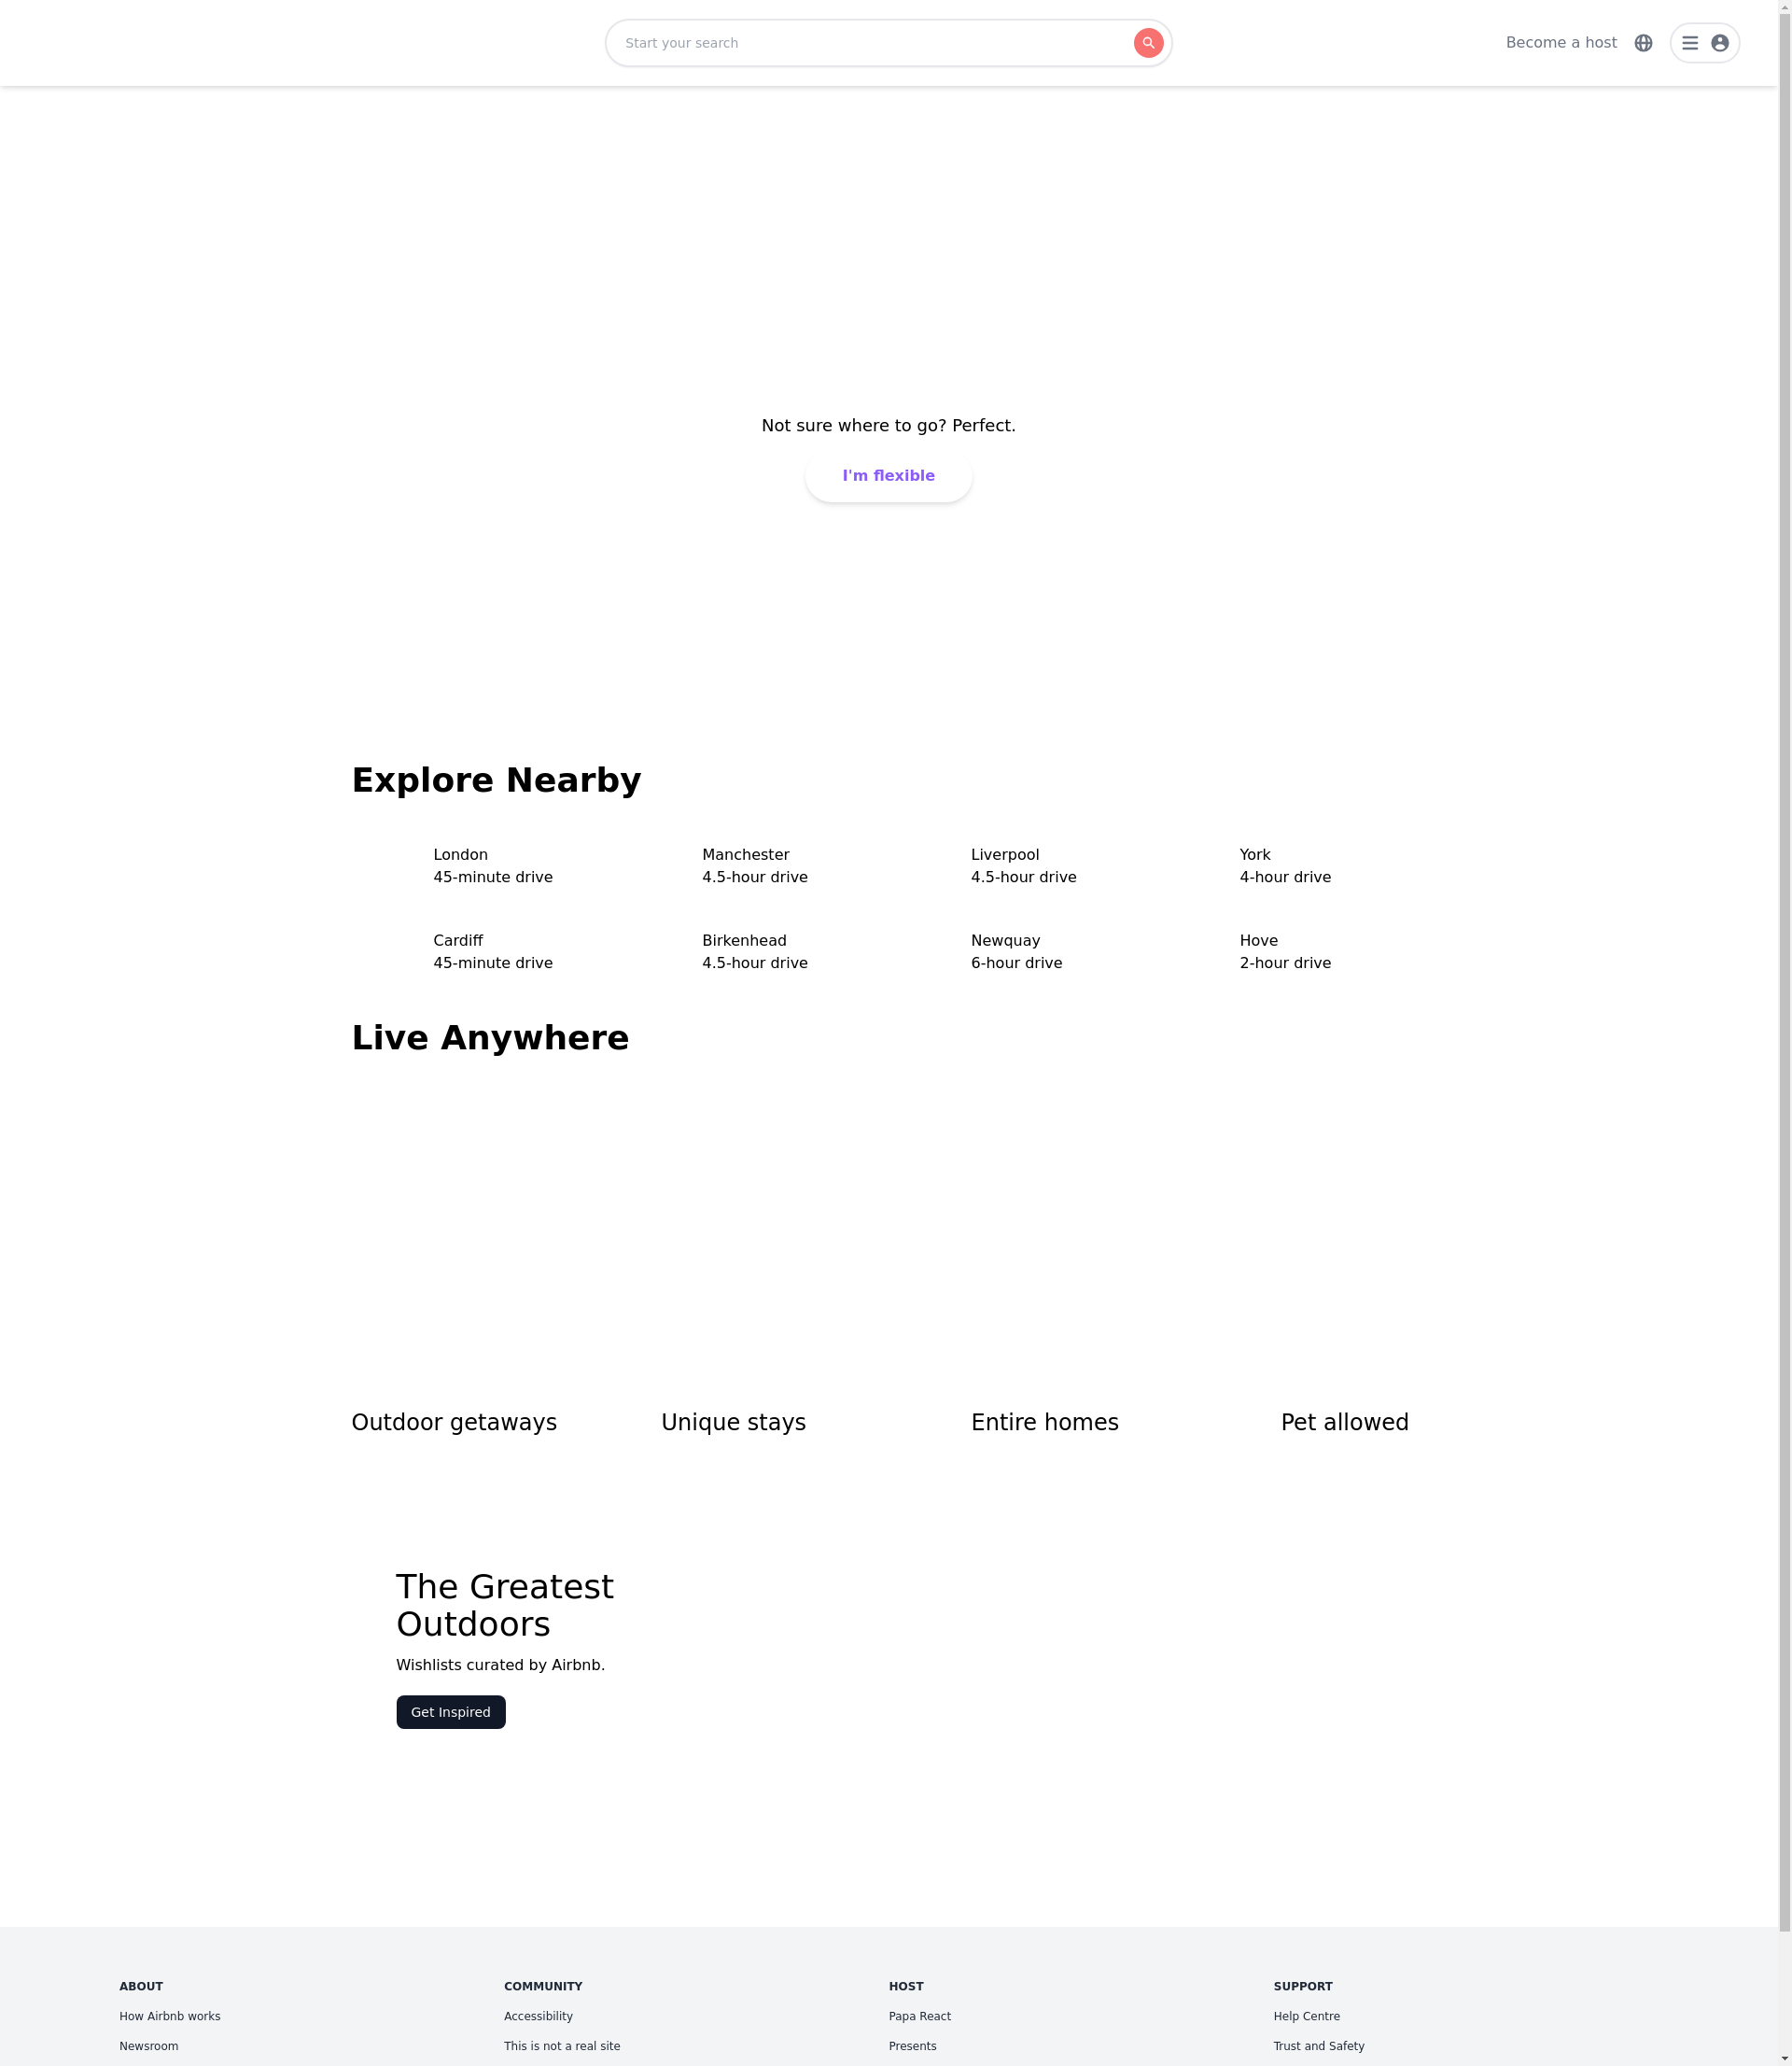 Start your search
Become a host
Not sure where to go? Perfect.
I'm flexible
Explore Nearby
London
45-minute drive
Manchester
4.5-hour drive
Liverpool
4.5-hour drive
York
4-hour drive
Cardiff
45-minute drive
Birkenhead
4.5-hour drive
Newquay
6-hour drive
Hove
2-hour drive
Live Anywhere
Outdoor getaways
Unique stays
Entire homes
Pet allowed
The Greatest
Outdoors
Wishlists curated by Airbnb.
Get Inspired
ABOUT
How Airbnb works
Newsroom
COMMUNITY
Accessibility
This is not a real site
HOST
Papa React
Presents
SUPPORT
Help Centre
Trust and Safety